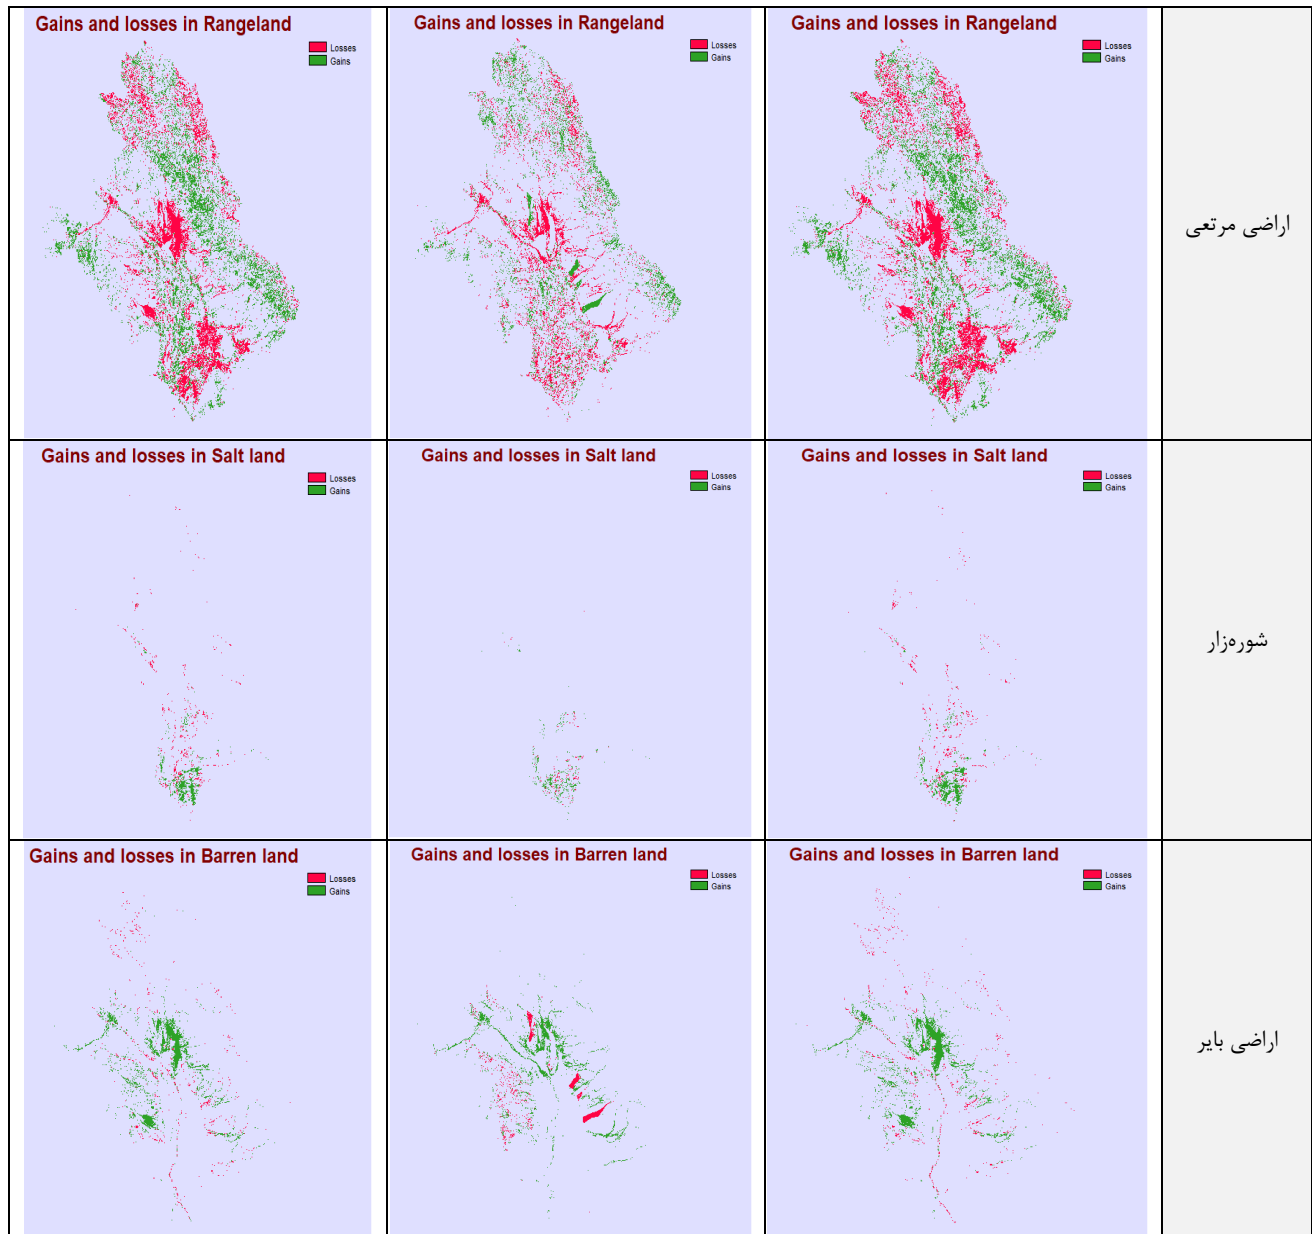 Gains and losses in Rangeland
Losses
Gains
Gains and losses in Rangeland
Losses
Gains
Gains and losses in Rangeland
Losses
Gains
اراضی مرتعی
Gains and losses in Salt land
Losses
Gains
Gains and losses in Salt land
Losses
Gains
Gains and losses in Salt land
Losses
Gains
شوره‌زار
Gains and losses in Barren land
Losses
Gains
Gains and losses in Barren land
Losses
Gains
Gains and losses in Barren land
Losses
Gains
اراضی بایر